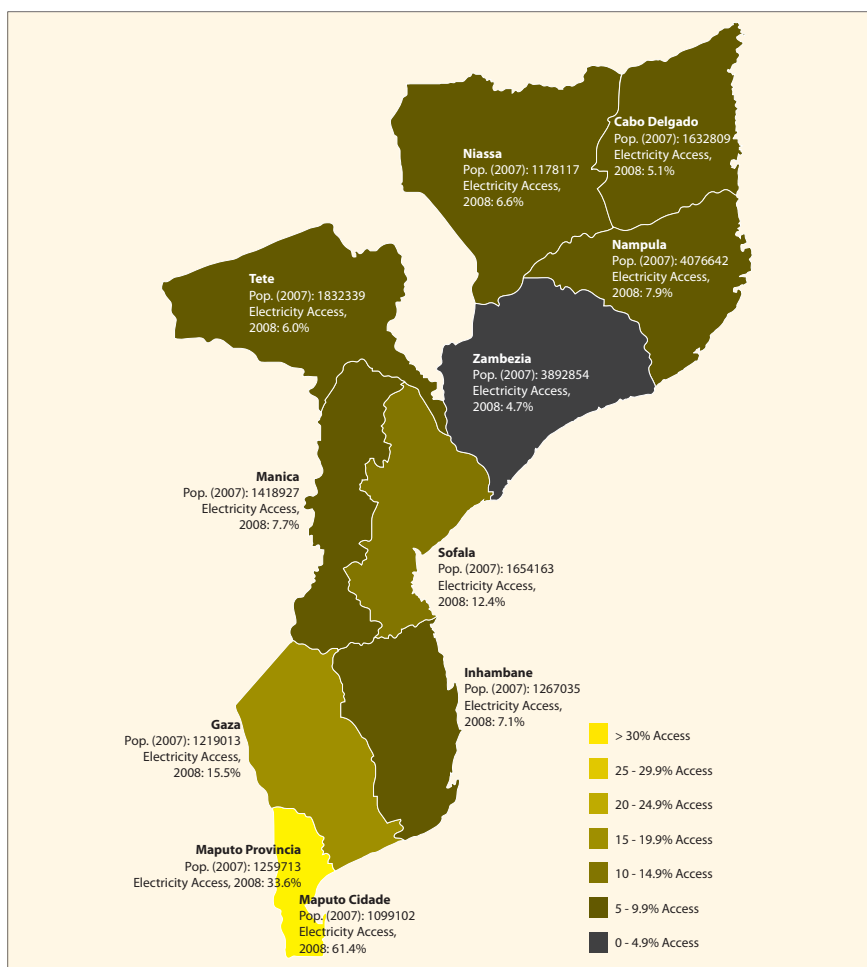 Cabo Delgado
Pop. (2007): 1632809
Electricity Access,
2008: 5.1%
Niassa
Pop. (2007): 1178117
Electricity Access,
2008: 6.6%
Nampula
Pop. (2007): 4076642
Electricity Access,
2008: 7.9%
Tete
Pop. (2007): 1832339
Electricity Access,
2008: 6.0%
Zambezia
Pop. (2007): 3892854
Electricity Access,
2008: 4.7%
Manica
Pop. (2007): 1418927
Electricity Access,
2008: 7.7%
Sofala
Pop. (2007): 1654163
Electricity Access,
2008: 12.4%
Inhambane
Pop. (2007): 1267035
Electricity Access,
2008: 7.1%
Gaza
Pop. (2007): 1219013
Electricity Access,
2008: 15.5%
Maputo Provincia
Pop. (2007): 1259713
Electricity Access, 2008: 33.6%
Maputo Cidade
Pop. (2007): 1099102
Electricity Access,
2008: 61.4%
> 30% Access
25 - 29.9% Access
20 - 24.9% Access
15 - 19.9% Access
10 - 14.9% Access
5 - 9.9% Access
0 - 4.9% Access